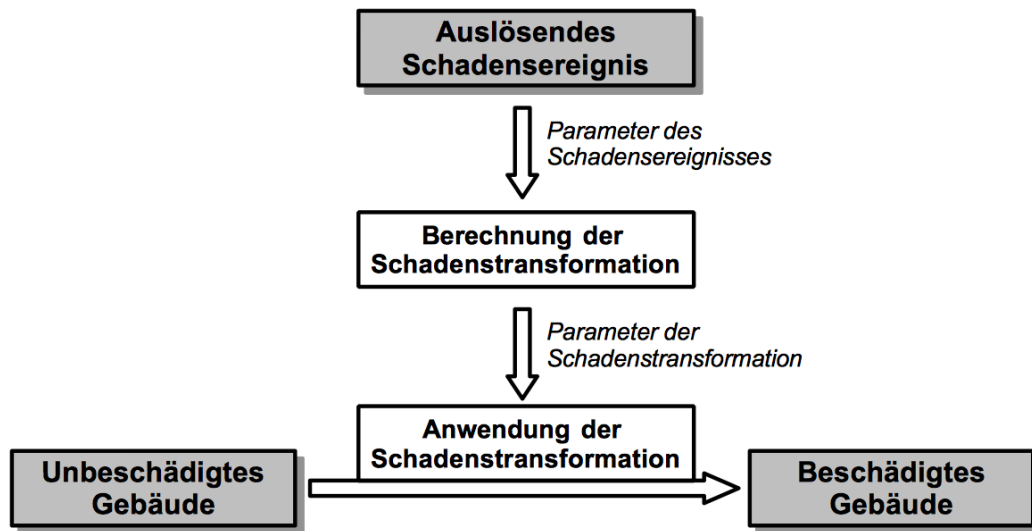 Auslösendes
Schadensereignis
Parameter des
Schadensereignisses
Berechnung der
Schadenstransformation
Parameter der
Schadenstransformation
Anwendung der
Schadenstransformation
Unbeschädigtes
Gebäude
Beschädigtes
Gebäude